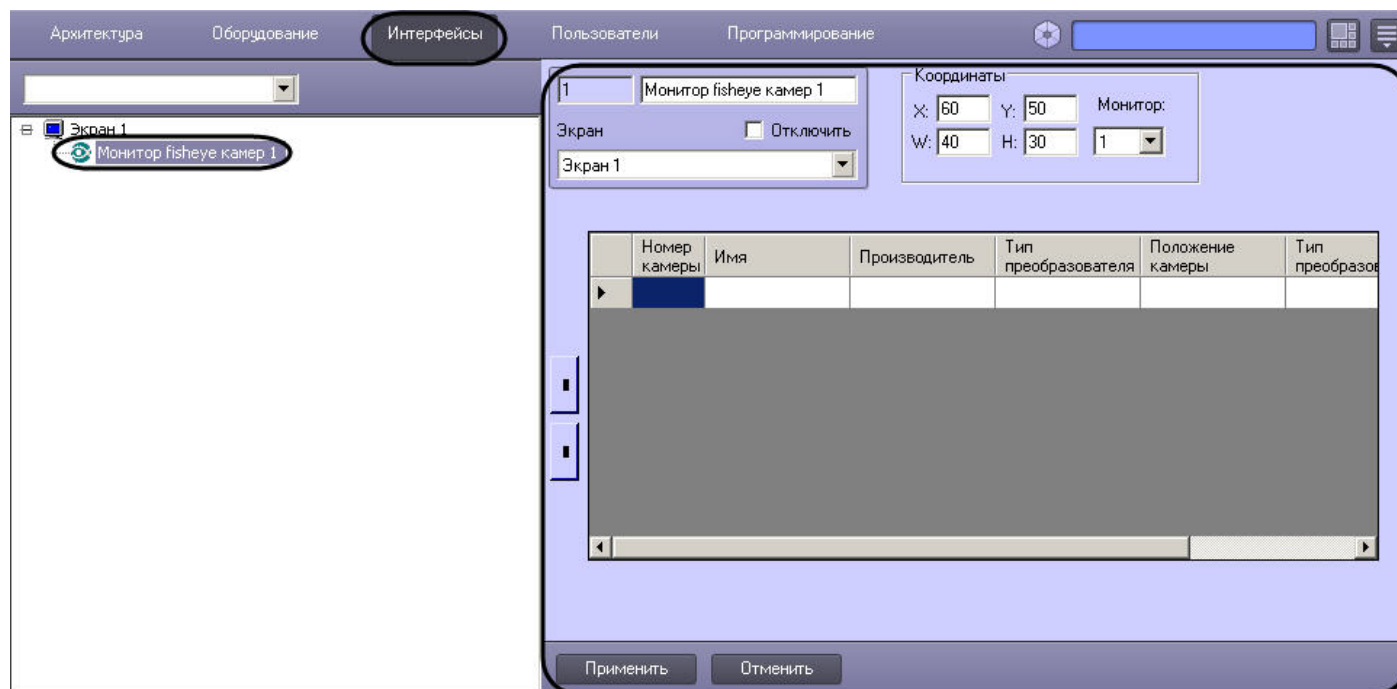 Архитектура Оборудование Интерфейсы Пользователи Программирование
Экран 1
Монитор fisheye камер 1
1 Монитор fisheye камер 1
Экран Отключить
Экран 1
Координаты
X: 60 Y: 50 Монитор:
W: 40 H: 30 1
Номер камеры Имя Производитель Тип преобразователя Положение камеры Тип преобразов
Применить Отменить